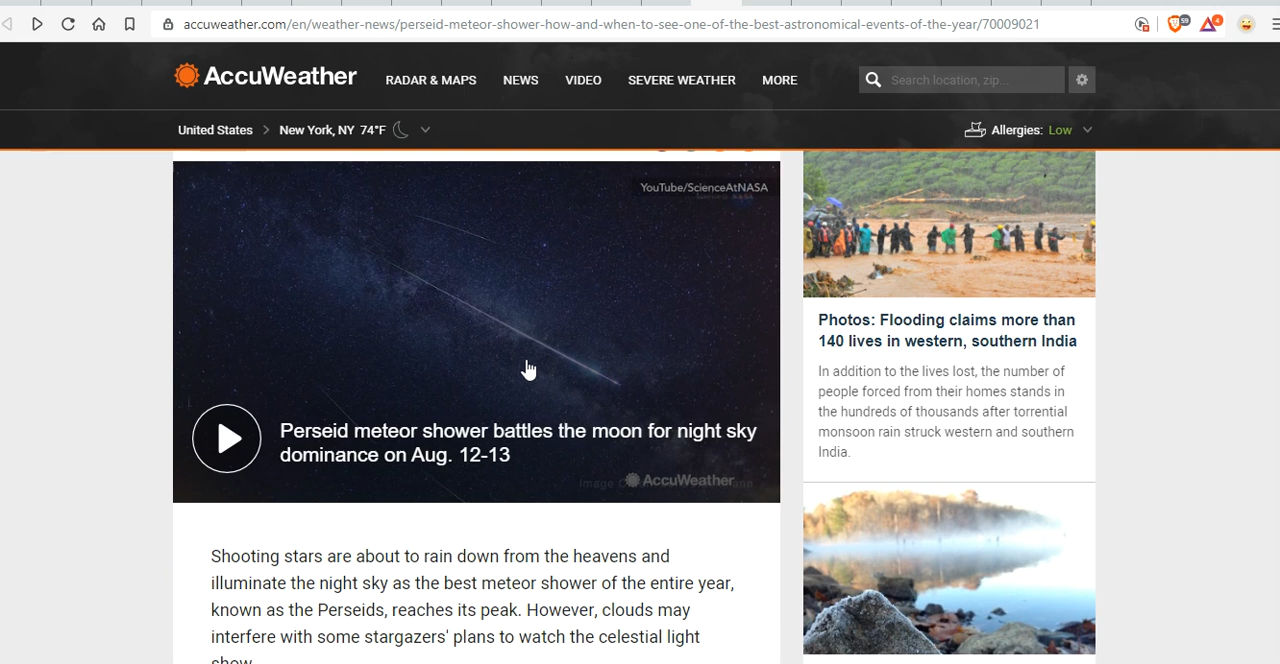 accuweather.com/en/weather-news/perseid-meteor-shower-how-and-when-to-see-one-of-the-best-astronomical-events-of-the-year/70009021
59
4
AccuWeather
RADAR & MAPS
NEWS
VIDEO
SEVERE WEATHER
MORE
Search location, zip...
United States
New York, NY 74°F
Allergies: Low
YouTube/ScienceAtNASA
Perseid meteor shower battles the moon for night sky
dominance on Aug. 12-13
AccuWeather
Shooting stars are about to rain down from the heavens and
illuminate the night sky as the best meteor shower of the entire year,
known as the Perseids, reaches its peak. However, clouds may
interfere with some stargazers' plans to watch the celestial light
show.
Photos: Flooding claims more than
140 lives in western, southern India
In addition to the lives lost, the number of
people forced from their homes stands in
the hundreds of thousands after torrential
monsoon rain struck western and southern
India.